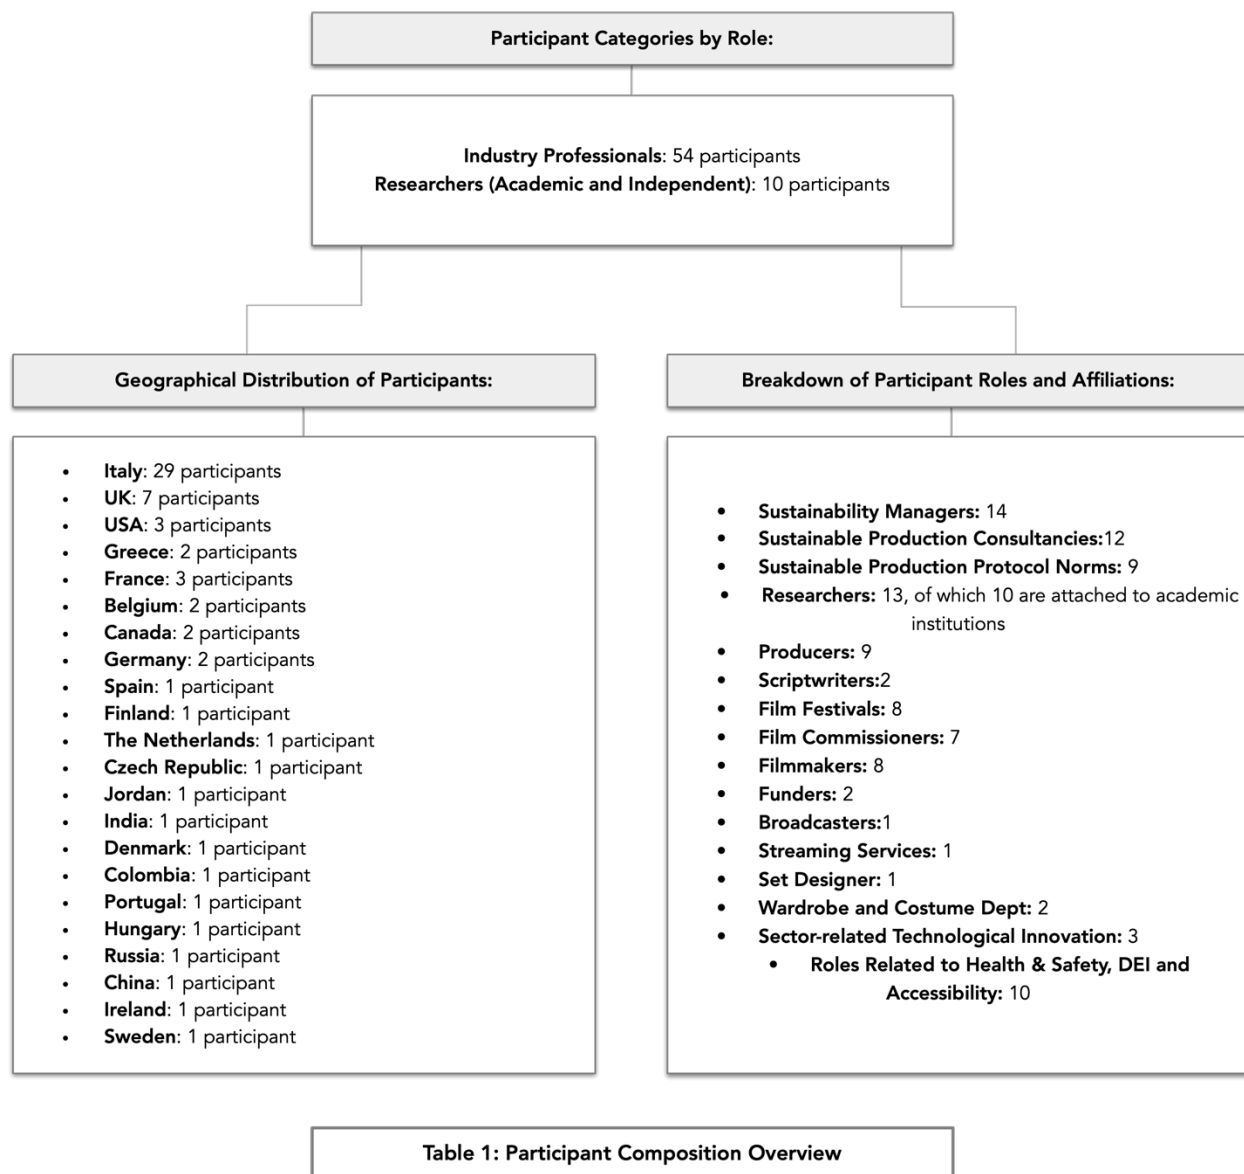 Participant Categories by Role:
Industry Professionals: 54 participants
Researchers (Academic and Independent): 10 participants
Geographical Distribution of Participants:
• Italy: 29 participants
• UK: 7 participants
• USA: 3 participants
• Greece: 2 participants
• France: 3 participants
• Belgium: 2 participants
• Canada: 2 participants
• Germany: 2 participants
• Spain: 1 participant
• Finland: 1 participant
• The Netherlands: 1 participant
• Czech Republic: 1 participant
• Jordan: 1 participant
• India: 1 participant
• Denmark: 1 participant
• Colombia: 1 participant
• Portugal: 1 participant
• Hungary: 1 participant
• Russia: 1 participant
• China: 1 participant
• Ireland: 1 participant
• Sweden: 1 participant
Breakdown of Participant Roles and Affiliations:
• Sustainability Managers: 14
• Sustainable Production Consultancies:12
• Sustainable Production Protocol Norms: 9
• Researchers: 13, of which 10 are attached to academic
institutions
• Producers: 9
• Scriptwriters:2
• Film Festivals: 8
• Film Commissioners: 7
• Filmmakers: 8
• Funders: 2
• Broadcasters:1
• Streaming Services: 1
• Set Designer: 1
• Wardrobe and Costume Dept: 2
• Sector-related Technological Innovation: 3
• Roles Related to Health & Safety, DEI and
Accessibility: 10
Table 1: Participant Composition Overview